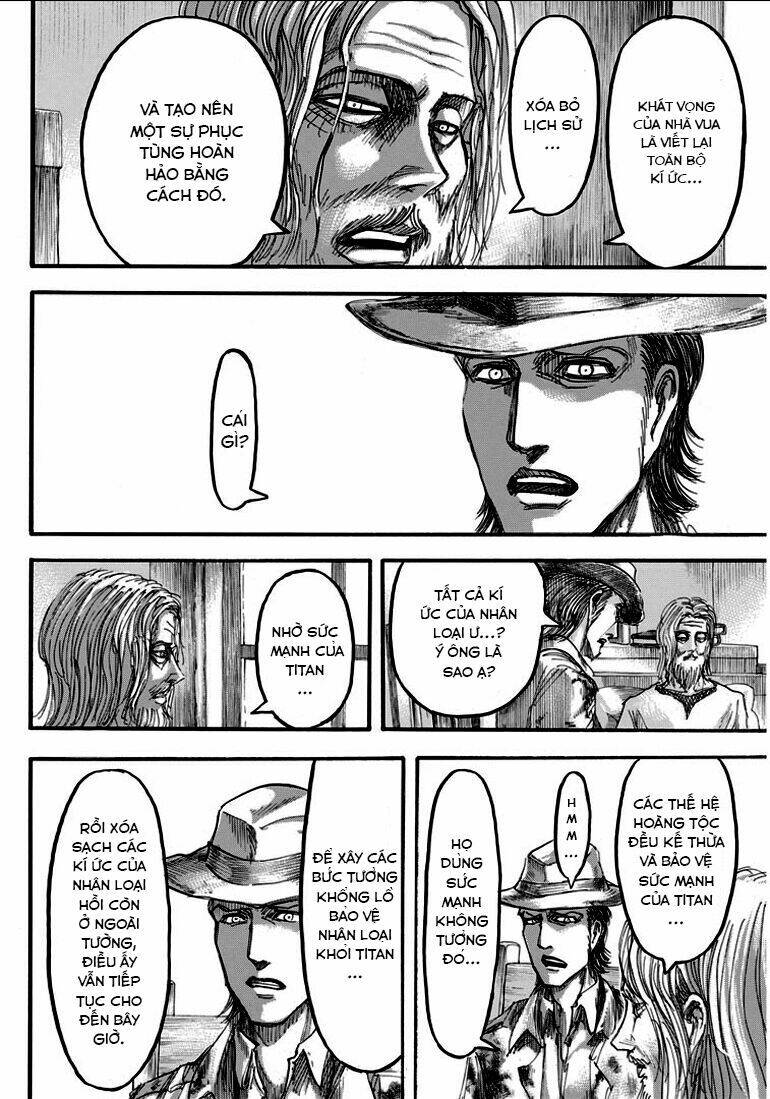 KHÁT VỌNG
CỦA NHÀ VUA
LÀ VIẾT LẠI
TOÀN BỘ
KÍ ỨC...
XÓA BỎ
LỊCH SỬ
...
VÀ TẠO NÊN
MỘT SỰ PHỤC
TÙNG HOÀN
HẢO BẰNG
CÁCH ĐÓ.
CÁI
GÌ?
TẤT CẢ KÍ
ỨC CỦA NHÂN
LOẠI Ư...?
Ý ÔNG LÀ
SAO Ạ?
NHỜ SỨC
MẠNH CỦA
TITAN
...
CÁC THẾ HỆ
HOÀNG TỘC
ĐỀU KẾ THỪA
VÀ BẢO VỆ
SỨC MẠNH
CỦA TITAN
...
HMM...
HỌ
DÙNG
SỨC
MẠNH
KHÔNG
TƯỞNG
ĐÓ...
ĐỂ XÂY CÁC
BỨC TƯỜNG
KHỔNG LỒ
BẢO VỆ
NHÂN LOẠI
KHỎI TITAN
...
RỒI XÓA
SẠCH CÁC
KÍ ỨC CỦA
NHÂN LOẠI
HỒI CÒN
Ở NGOÀI
TƯỜNG,
ĐIỀU ẤY
VẪN TIẾP
TỤC CHO
ĐẾN BÂY
GIỜ.